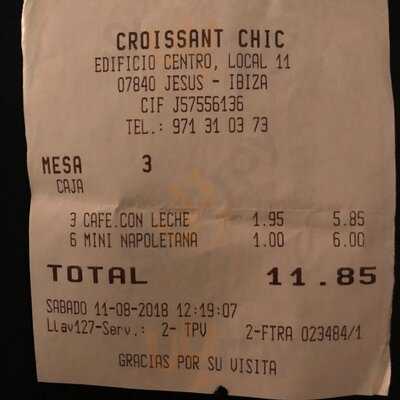 CROISSANT CHIC
EDIFICIO CENTRO, LOCAL 11
07840 JESUS - IBIZA
CIF J57556136
TEL.: 971 31 03 73
MESA 3
CAJA
3 CAFE.CON LECHE 1.95 5.85
6 MINI NAPOLETANA 1.00 6.00
TOTAL 11.85
SABADO 11-08-2018 12:19:07
Llav127-Serv.: 2- TPV 2-FTRA 023484/1
GRACIAS POR SU VISITA